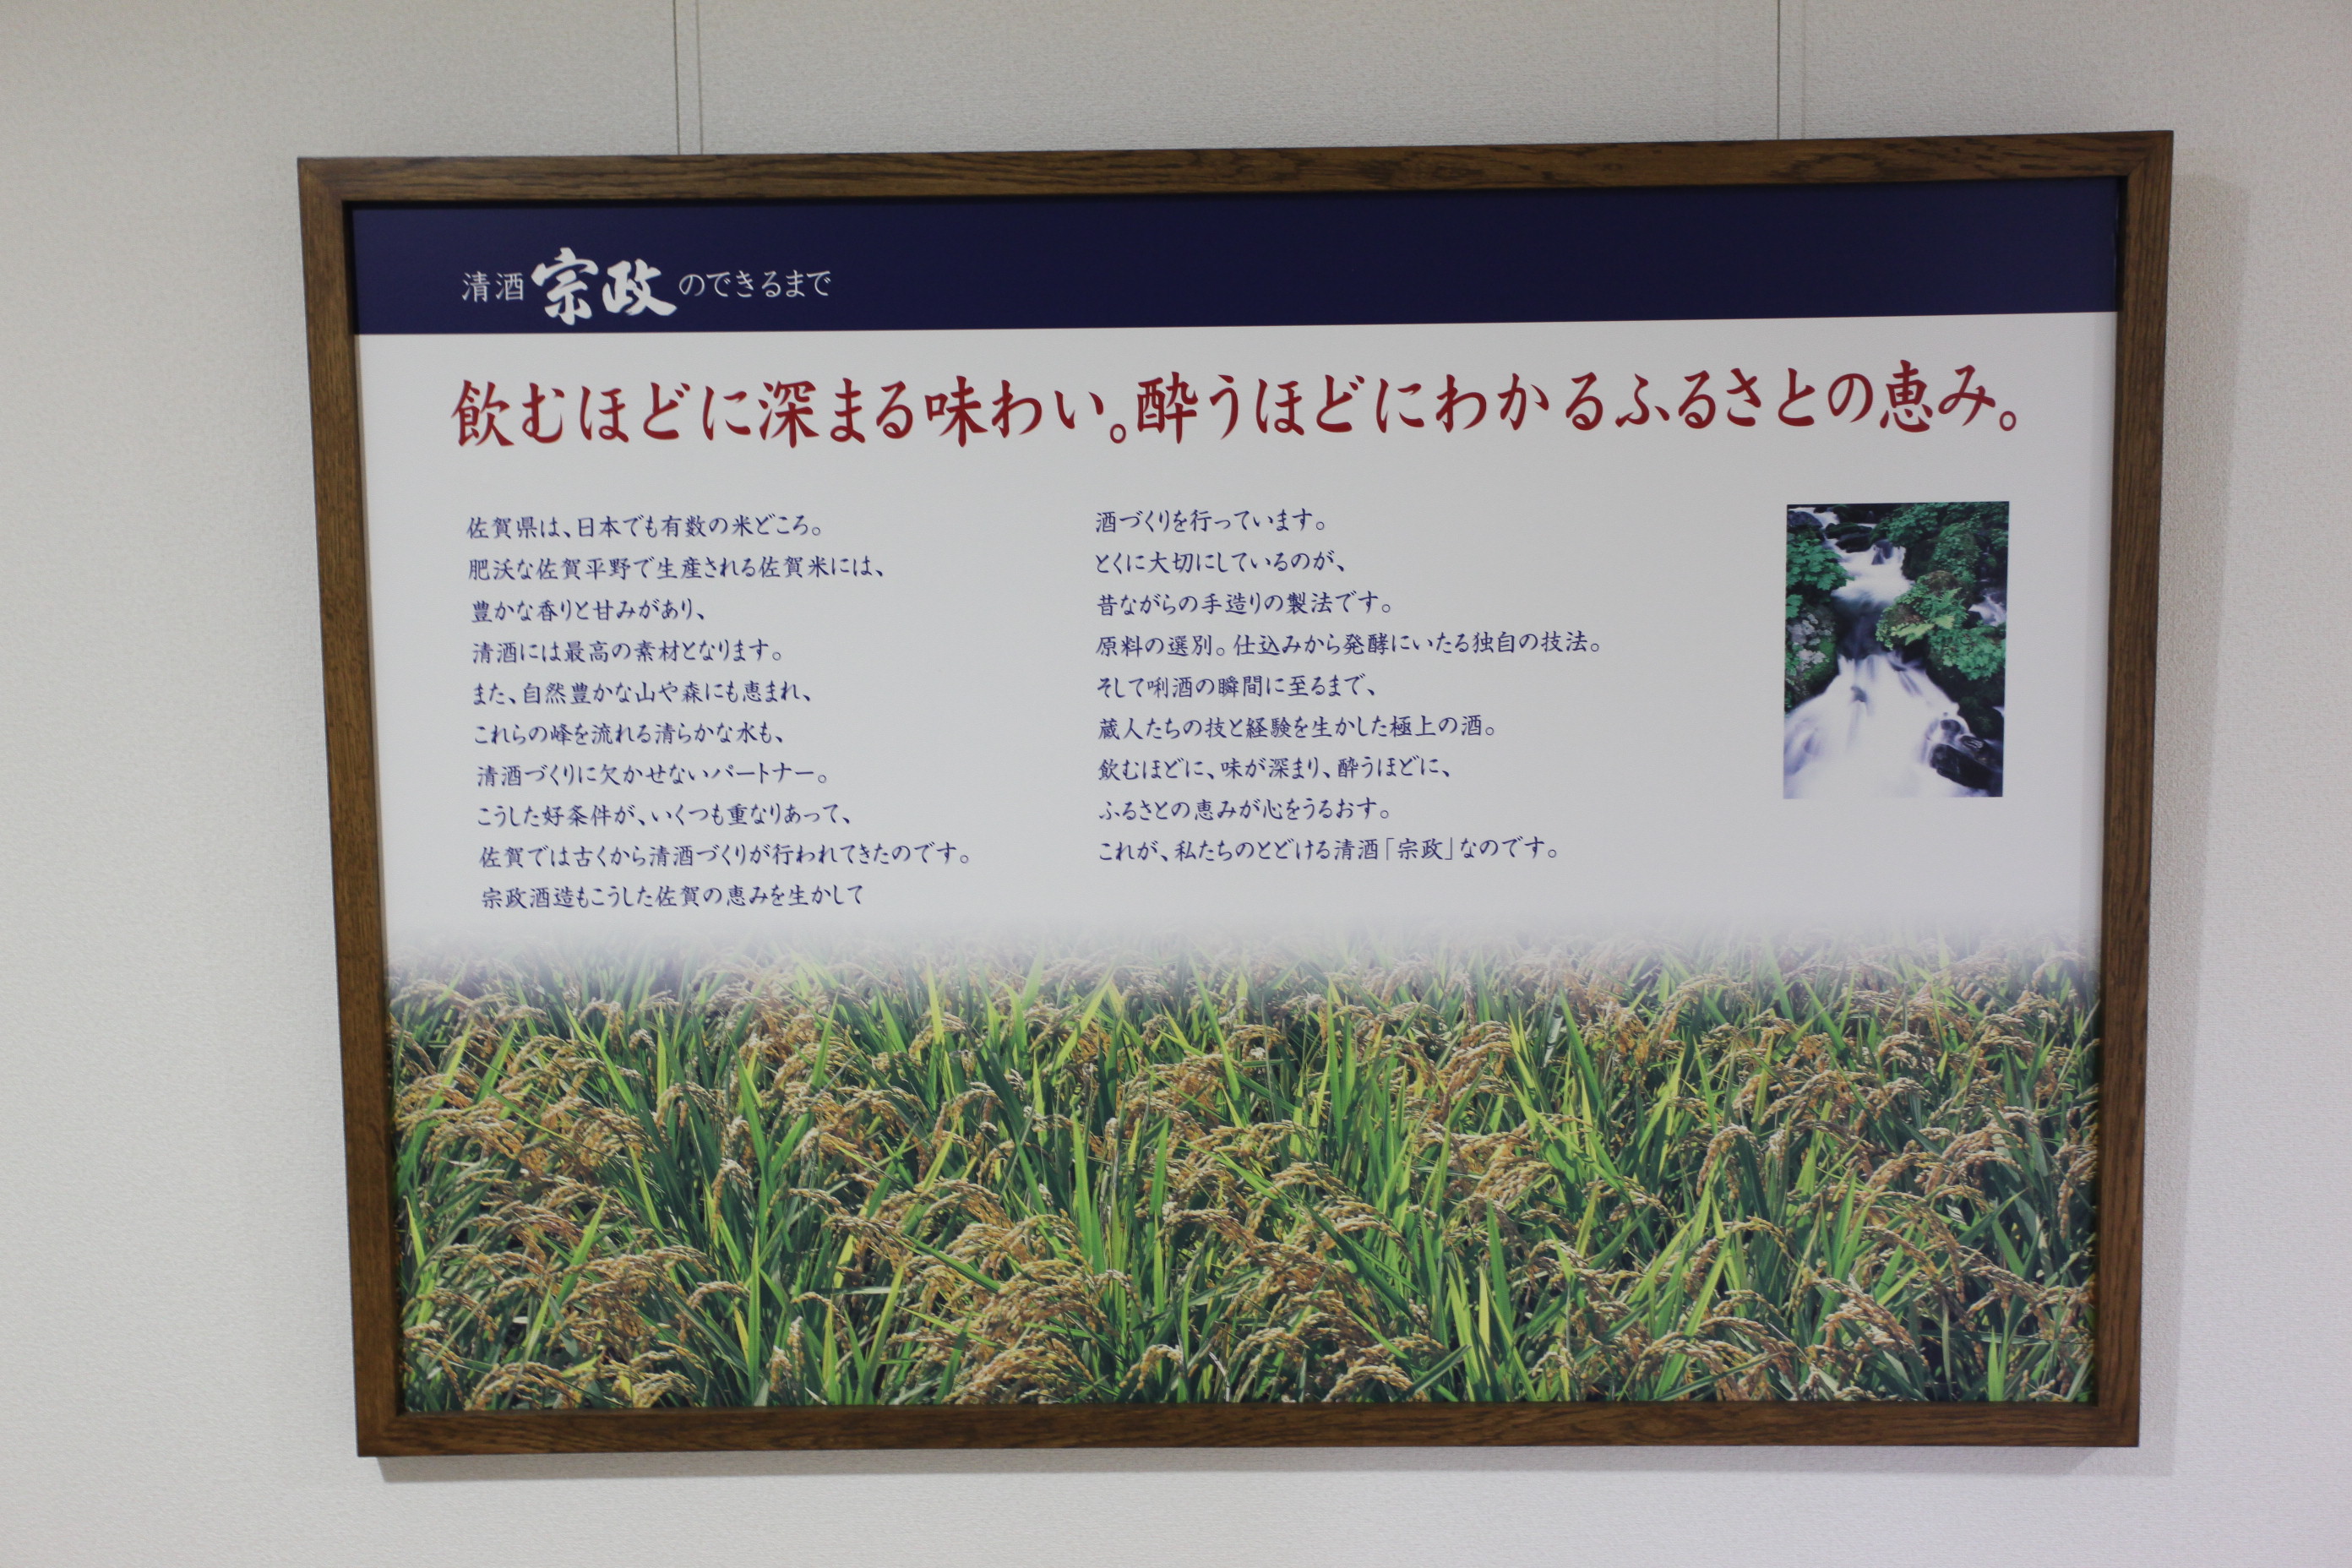 清酒宗政のできるまで
飲むほどに深まる味わい。酔うほどにわかるふるさとの恵み。
佐賀県は、日本でも有数の米どころ。
肥沃な佐賀平野で生産される佐賀米には、
豊かな香りと甘みがあり、
清酒には最高の素材となります。
また、自然豊かな山や森にも恵まれ、
これらの峰を流れる清らかな水も、
清酒づくりに欠かせないパートナー。
こうした好条件が、いくつも重なりあって、
佐賀では古くから清酒づくりが行われてきたのです。
宗政酒造もこうした佐賀の恵みを生かして
酒づくりを行っています。
とくに大切にしているのが、
昔ながらの手造りの製法です。
原料の選別。仕込みから発酵にいたる独自の技法。
そして唎酒の瞬間に至るまで、
蔵人たちの技と経験を生かした極上の酒。
飲むほどに、味が深まり、酔うほどに、
ふるさとの恵みが心をうるおす。
これが、私たちのとどける清酒「宗政」なのです。